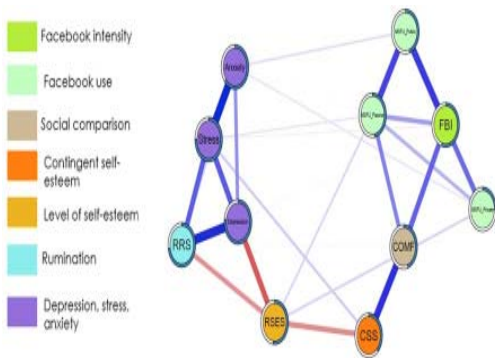 Facebook intensity
Facebook use
Social comparison
Contingent self-
esteem
Level of self-esteem
Rumination
Depression, stress,
anxiety
Anxiety
Stress
Depression
RRS
RSES
CSS
COMF
FBI